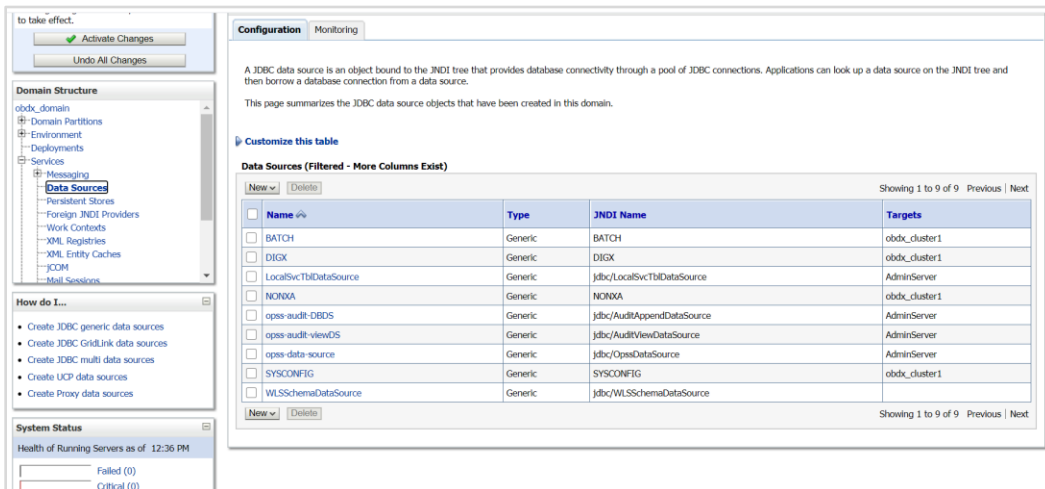 to take effect.
Activate Changes
Undo All Changes
Domain Structure
obdx_domain
Domain Partitions
Environment
Deployments
Services
Messaging
Data Sources
Persistent Stores
Foreign JNDI Providers
Work Contexts
XML Registries
XML Entity Caches
jCOM
Mail Sessions
How do I...
Create JDBC generic data sources
Create JDBC GridLink data sources
Create JDBC multi data sources
Create UCP data sources
Create Proxy data sources
System Status
Health of Running Servers as of 12:36 PM
Failed (0)
Critical (0)
Configuration Monitoring
A JDBC data source is an object bound to the JNDI tree that provides database connectivity through a pool of JDBC connections. Applications can look up a data source on the JNDI tree and
then borrow a database connection from a data source.
This page summarizes the JDBC data source objects that have been created in this domain.
Customize this table
Data Sources (Filtered - More Columns Exist)
New Delete Showing 1 to 9 of 9 Previous | Next
Name Type JNDI Name Targets
BATCH Generic BATCH obdx_cluster1
DIGX Generic DIGX obdx_cluster1
LocalSvcTblDataSource Generic jdbc/LocalSvcTblDataSource AdminServer
NONXA Generic NONXA obdx_cluster1
opss-audit-DBDS Generic jdbc/AuditAppendDataSource AdminServer
opss-audit-viewDS Generic jdbc/AuditViewDataSource AdminServer
opss-data-source Generic jdbc/OpssDataSource AdminServer
SYSCONFIG Generic SYSCONFIG obdx_cluster1
WLSSchemaDataSource Generic jdbc/WLSSchemaDataSource
New Delete Showing 1 to 9 of 9 Previous | Next